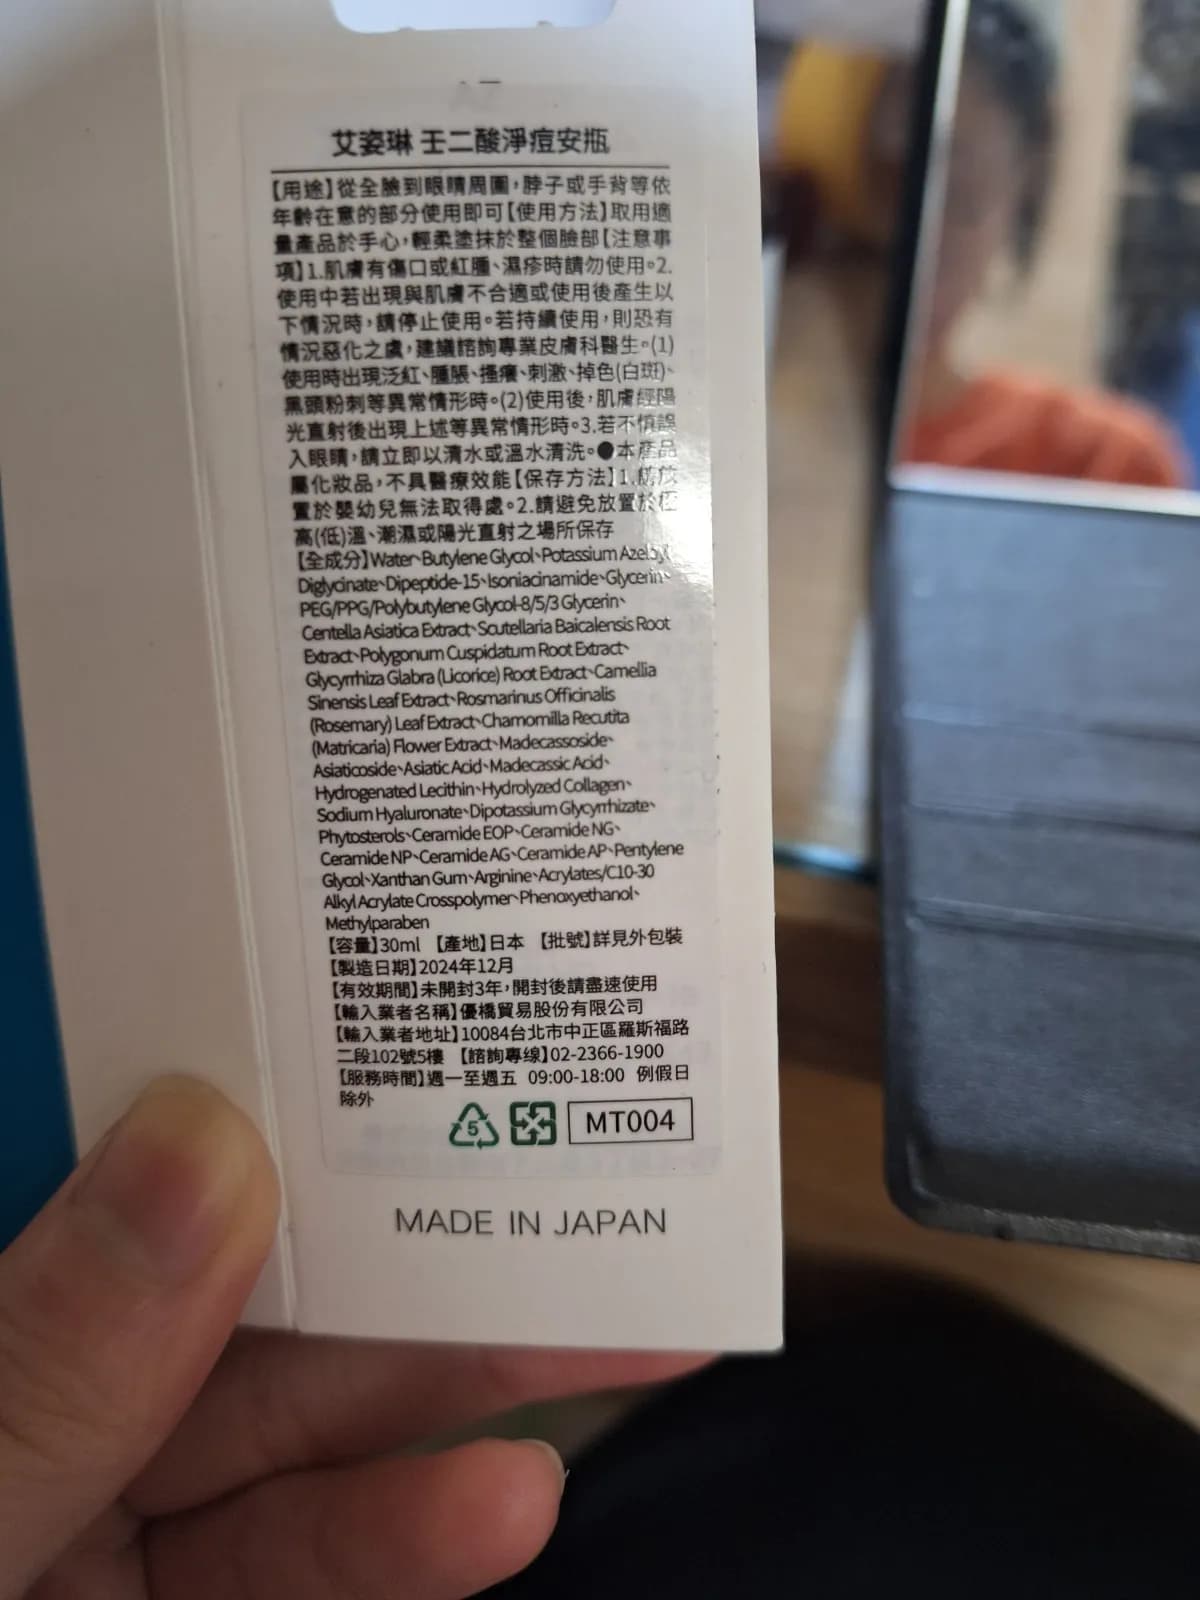 艾姿琳 壬二酸淨痘安瓶
【用途】從全臉到眼睛周圍,脖子或手背等依
年齡在意的部分使用即可【使用方法】取用適
量產品於手心,輕柔塗抹於整個臉部【注意事
項】1.肌膚有傷口或紅腫、濕疹時請勿使用。2.
使用中若出現與肌膚不合適或使用後產生以
下情況時,請停止使用。若持續使用,則恐有
情況惡化之虞,建議諮詢專業皮膚科醫生。(1)
使用時出現泛紅、腫脹、搔癢、刺激、掉色(白斑)、
黑頭粉刺等異常情形時。(2)使用後,肌膚經陽
光直射後出現上述等異常情形時。3.若不慎誤
入眼睛,請立即以清水或溫水清洗。●本產品
屬化妝品,不具醫療效能【保存方法】1.請放
置於嬰幼兒無法取得處。2.請避免放置於極
高(低)溫、潮濕或陽光直射之場所保存
【全成分】Water、Butylene Glycol、Potassium Azeloyl
Diglycinate、Dipeptide-15、Isoniacinamide、Glycerin、
PEG/PPG/Polybutylene Glycol-8/5/3 Glycerin、
Centella Asiatica Extract、Scutellaria Baicalensis Root
Extract、Polygonum Cuspidatum Root Extract、
Glycyrrhiza Glabra (Licorice) Root Extract、Camellia
Sinensis Leaf Extract、Rosmarinus Officinalis
(Rosemary) Leaf Extract、Chamomilla Recutita
(Matricaria) Flower Extract、Madecassoside、
Asiaticoside、Asiatic Acid、Madecassic Acid、
Hydrogenated Lecithin、Hydrolyzed Collagen、
Sodium Hyaluronate、Dipotassium Glycyrrhizate、
Phytosterols、Ceramide EOP、Ceramide NG、
Ceramide NP、Ceramide AG、Ceramide AP、Pentylene
Glycol、Xanthan Gum、Arginine、Acrylates/C10-30
Alkyl Acrylate Crosspolymer、Phenoxyethanol、
Methylparaben
【容量】30ml 【產地】日本 【批號】詳見外包裝
【製造日期】2024年12月
【有效期間】未開封3年,開封後請盡速使用
【輸入業者名稱】優橋貿易股份有限公司
【輸入業者地址】10084台北市中正區羅斯福路
二段102號5樓 【諮詢專線】02-2366-1900
【服務時間】週一至週五 09:00-18:00 例假日
除外
5 MT004
MADE IN JAPAN